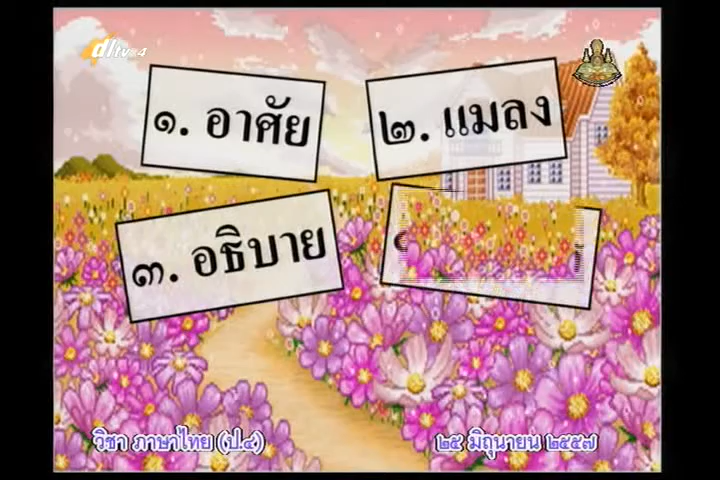 dltv 4
๑. อาศัย
๒. แมลง
๓. อธิบาย
วิชา ภาษาไทย (ป.๔)
๒๕ มิถุนายน ๒๕๕๗